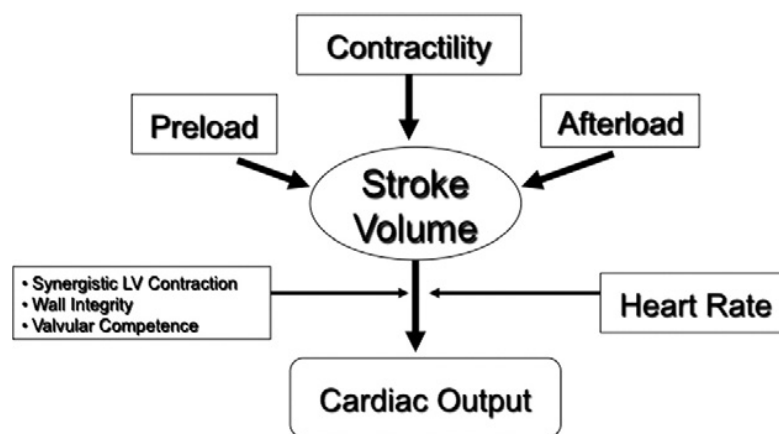 Contractility
Preload
Afterload
Stroke
Volume
• Synergistic LV Contraction
• Wall Integrity
• Valvular Competence
Heart Rate
Cardiac Output